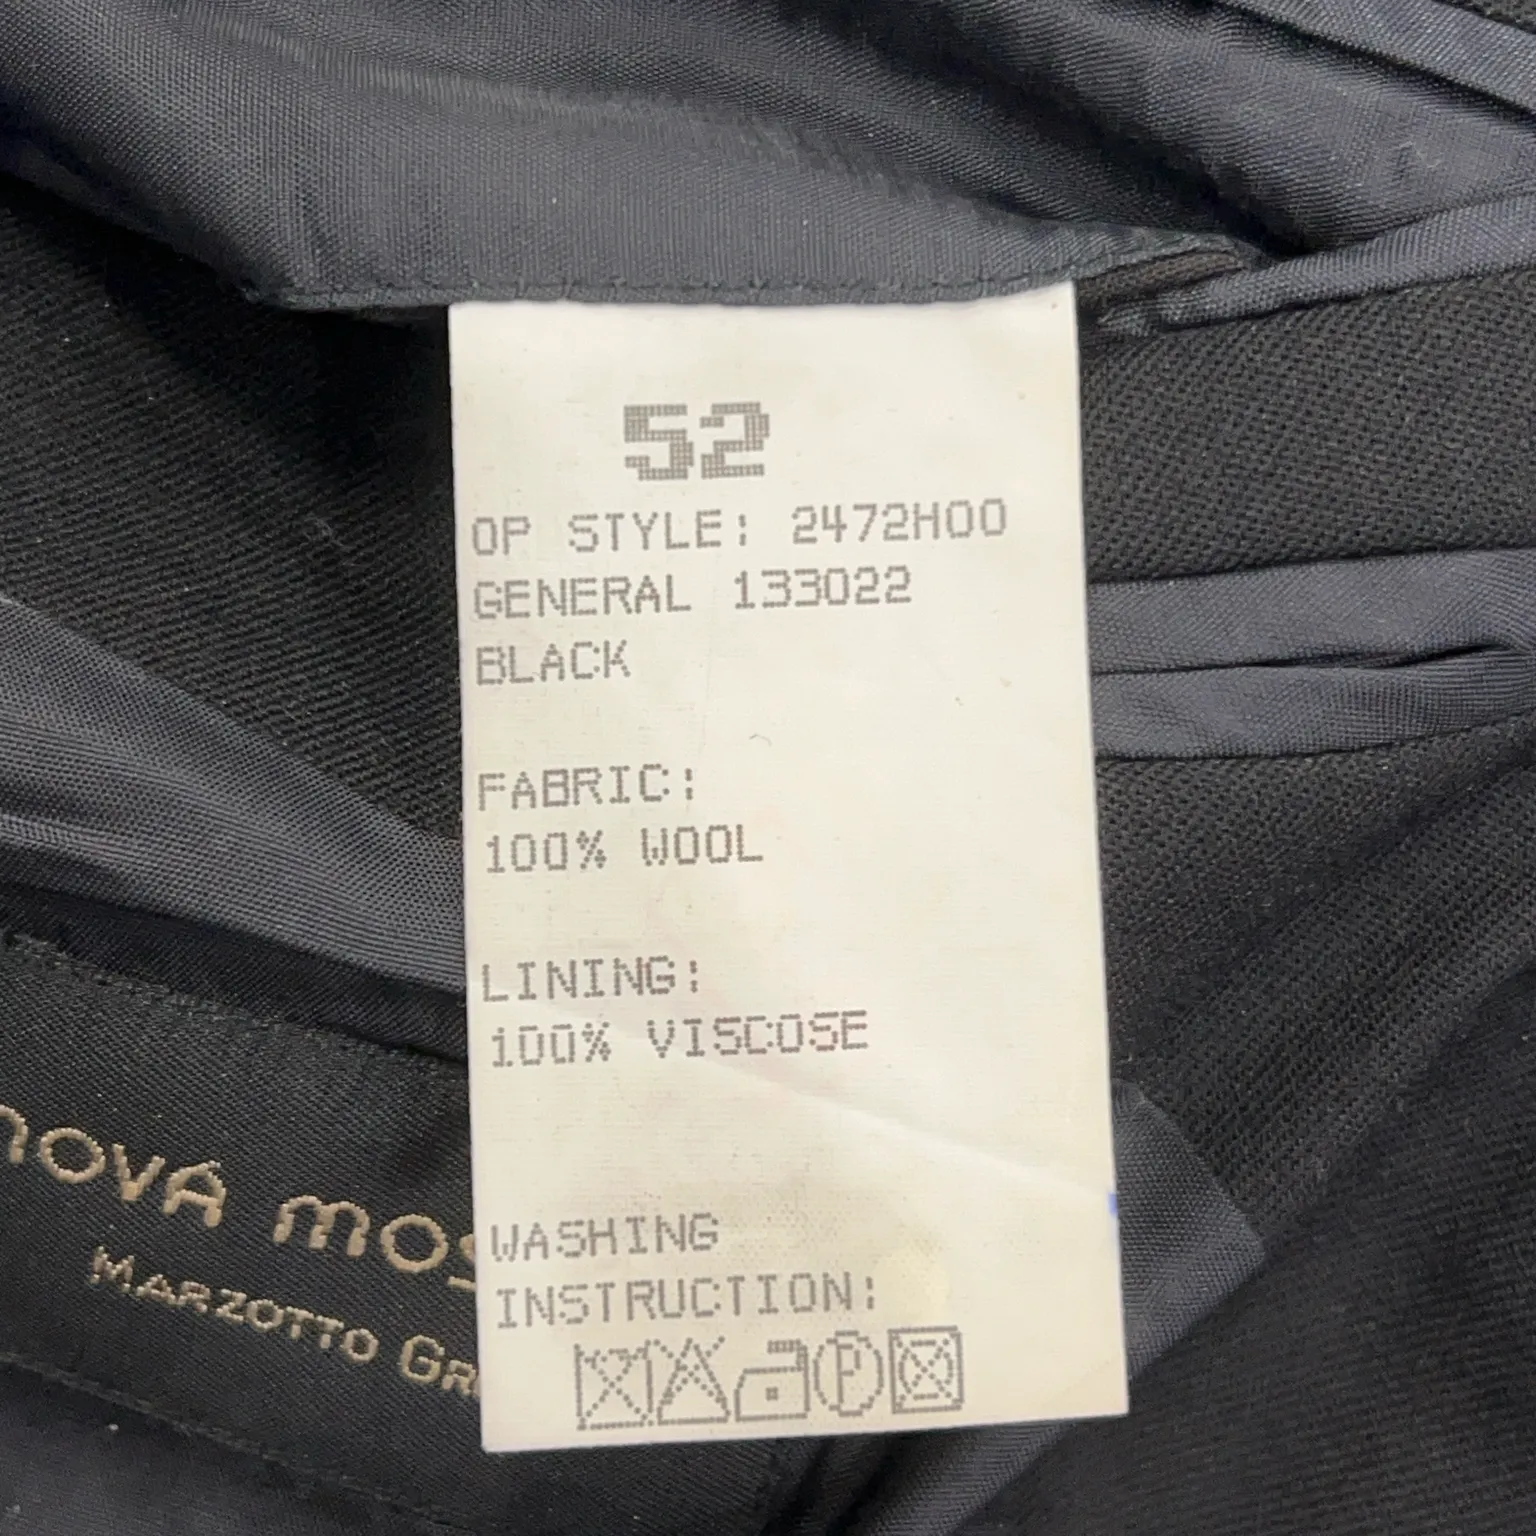 52
OP STYLE: 2472H00
GENERAL 133022
BLACK
FABRIC:
100% WOOL
LINING:
100% VISCOSE
WASHING
INSTRUCTION:
P
MARZOTTO